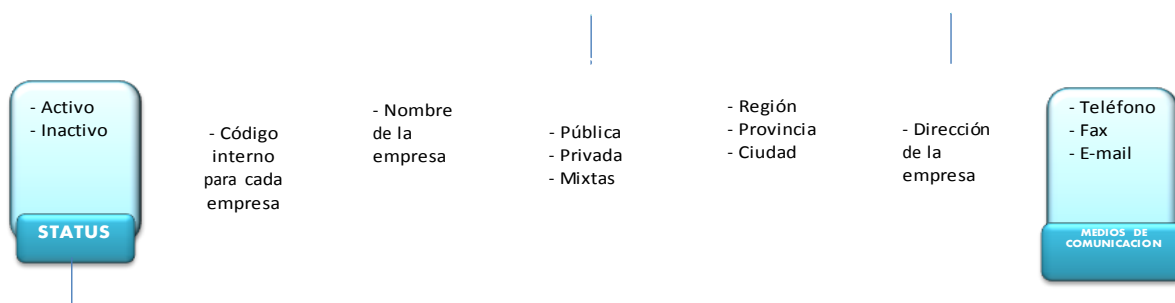 - Activo
- Inactivo
STATUS
- Código
interno
para cada
empresa
- Nombre
de la
empresa
- Pública
- Privada
- Mixtas
- Región
- Provincia
- Ciudad
- Dirección
de la
empresa
- Teléfono
- Fax
- E-mail
MEDIOS DE
COMUNICACION